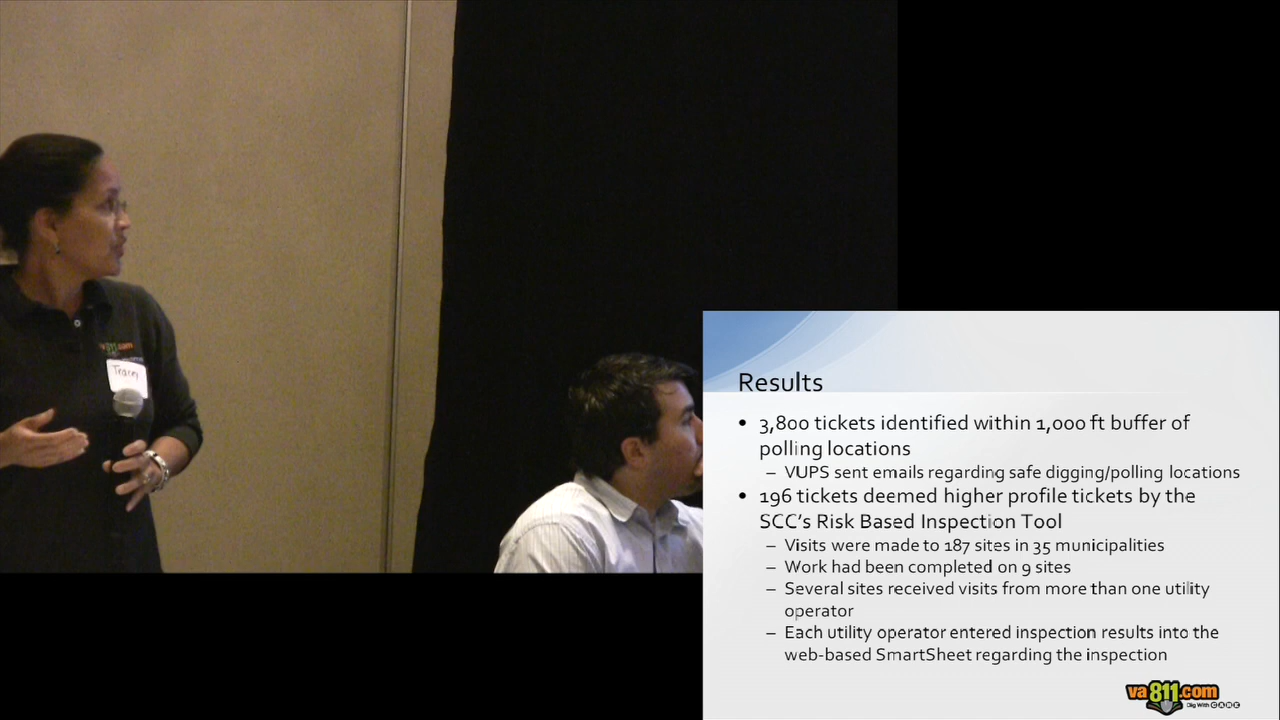 va811.com
Tracey
Results
• 3,800 tickets identified within 1,000 ft buffer of
polling locations
– VUPS sent emails regarding safe digging/polling locations
• 196 tickets deemed higher profile tickets by the
SCC's Risk Based Inspection Tool
– Visits were made to 187 sites in 35 municipalities
– Work had been completed on 9 sites
– Several sites received visits from more than one utility
operator
– Each utility operator entered inspection results into the
web-based SmartSheet regarding the inspection
va811.com
Dig With C.A.R.E.